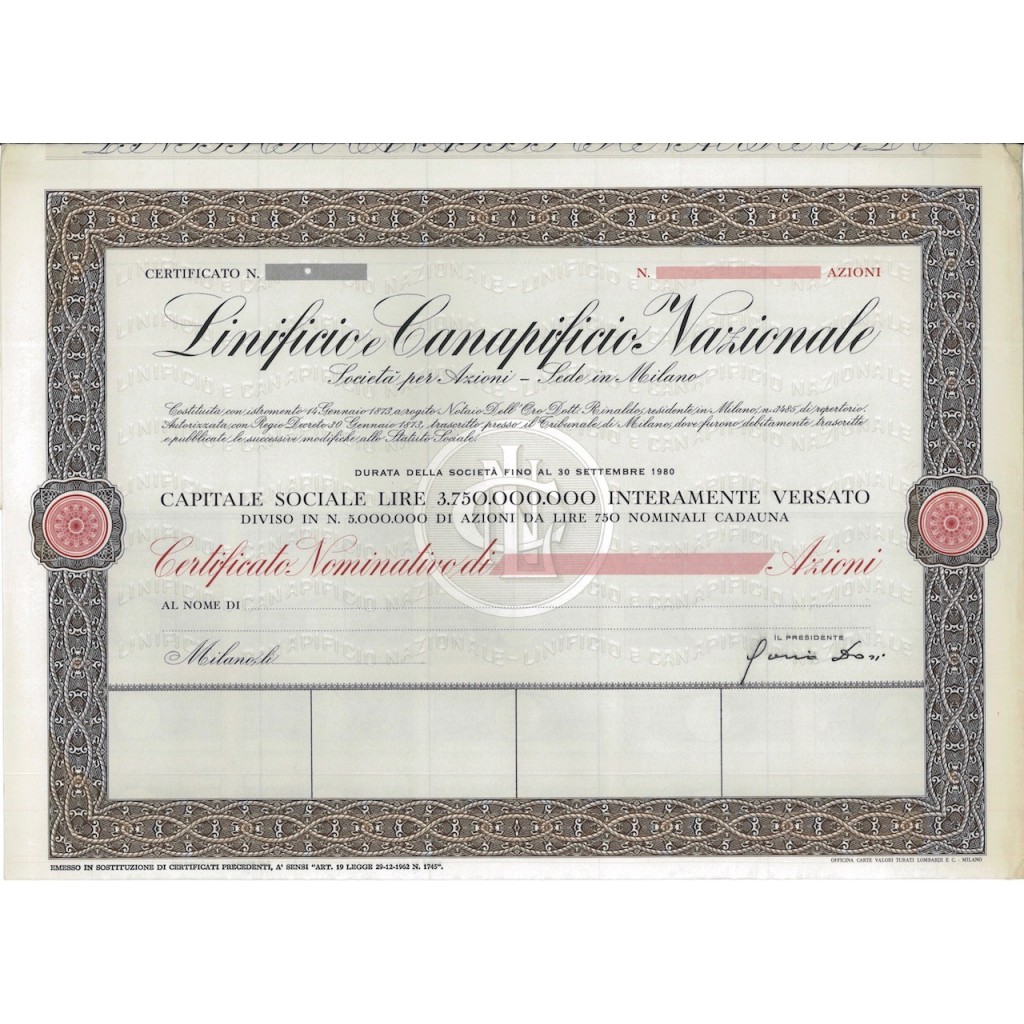 CERTIFICATO N.
N. AZIONI
Linificio e Canapificio Nazionale
Società per Azioni - Sede in Milano
Costituita con istromento 14 Gennaio 1873, a rogito Notaio Dell'Oro Dott. Rinaldo, residente in Milano, n. 3485, di repertorio.
Autorizzata con Regio Decreto 30 Gennaio 1873, trascritto presso il Tribunale di Milano, dove furono debitamente trascritte
e pubblicate le successive modifiche allo Statuto Sociale.
DURATA DELLA SOCIETÀ FINO AL 30 SETTEMBRE 1980
CAPITALE SOCIALE LIRE 3.750.000.000 INTERAMENTE VERSATO
DIVISO IN N. 5.000.000 DI AZIONI DA LIRE 750 NOMINALI CADAUNA
Certificato Nominativo di Azioni
AL NOME DI
Milano, li
IL PRESIDENTE
EMESSO IN SOSTITUZIONE DI CERTIFICATI PRECEDENTI, A' SENSI "ART. 19 LEGGE 29-12-1962 N. 1745".
OFFICINA CARTE VALORI TURATI LOMBARDI E C. - MILANO